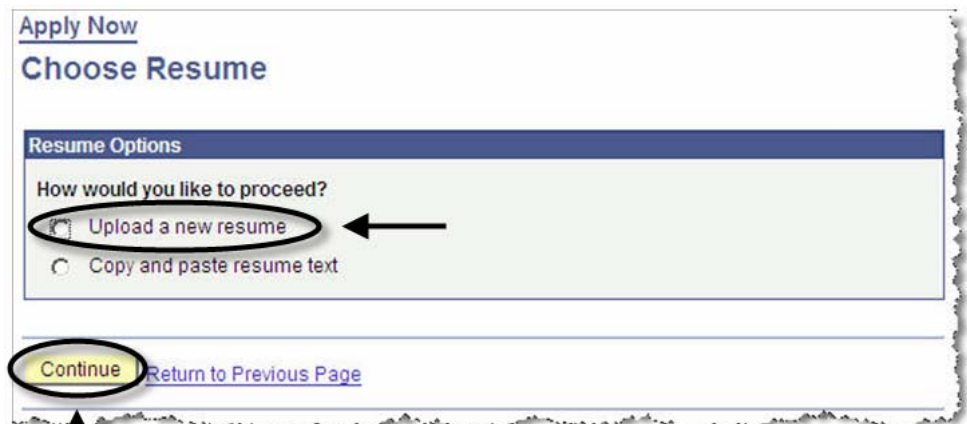 Apply Now
Choose Resume
Resume Options
How would you like to proceed?
Upload a new resume
Copy and paste resume text
Continue Return to Previous Page